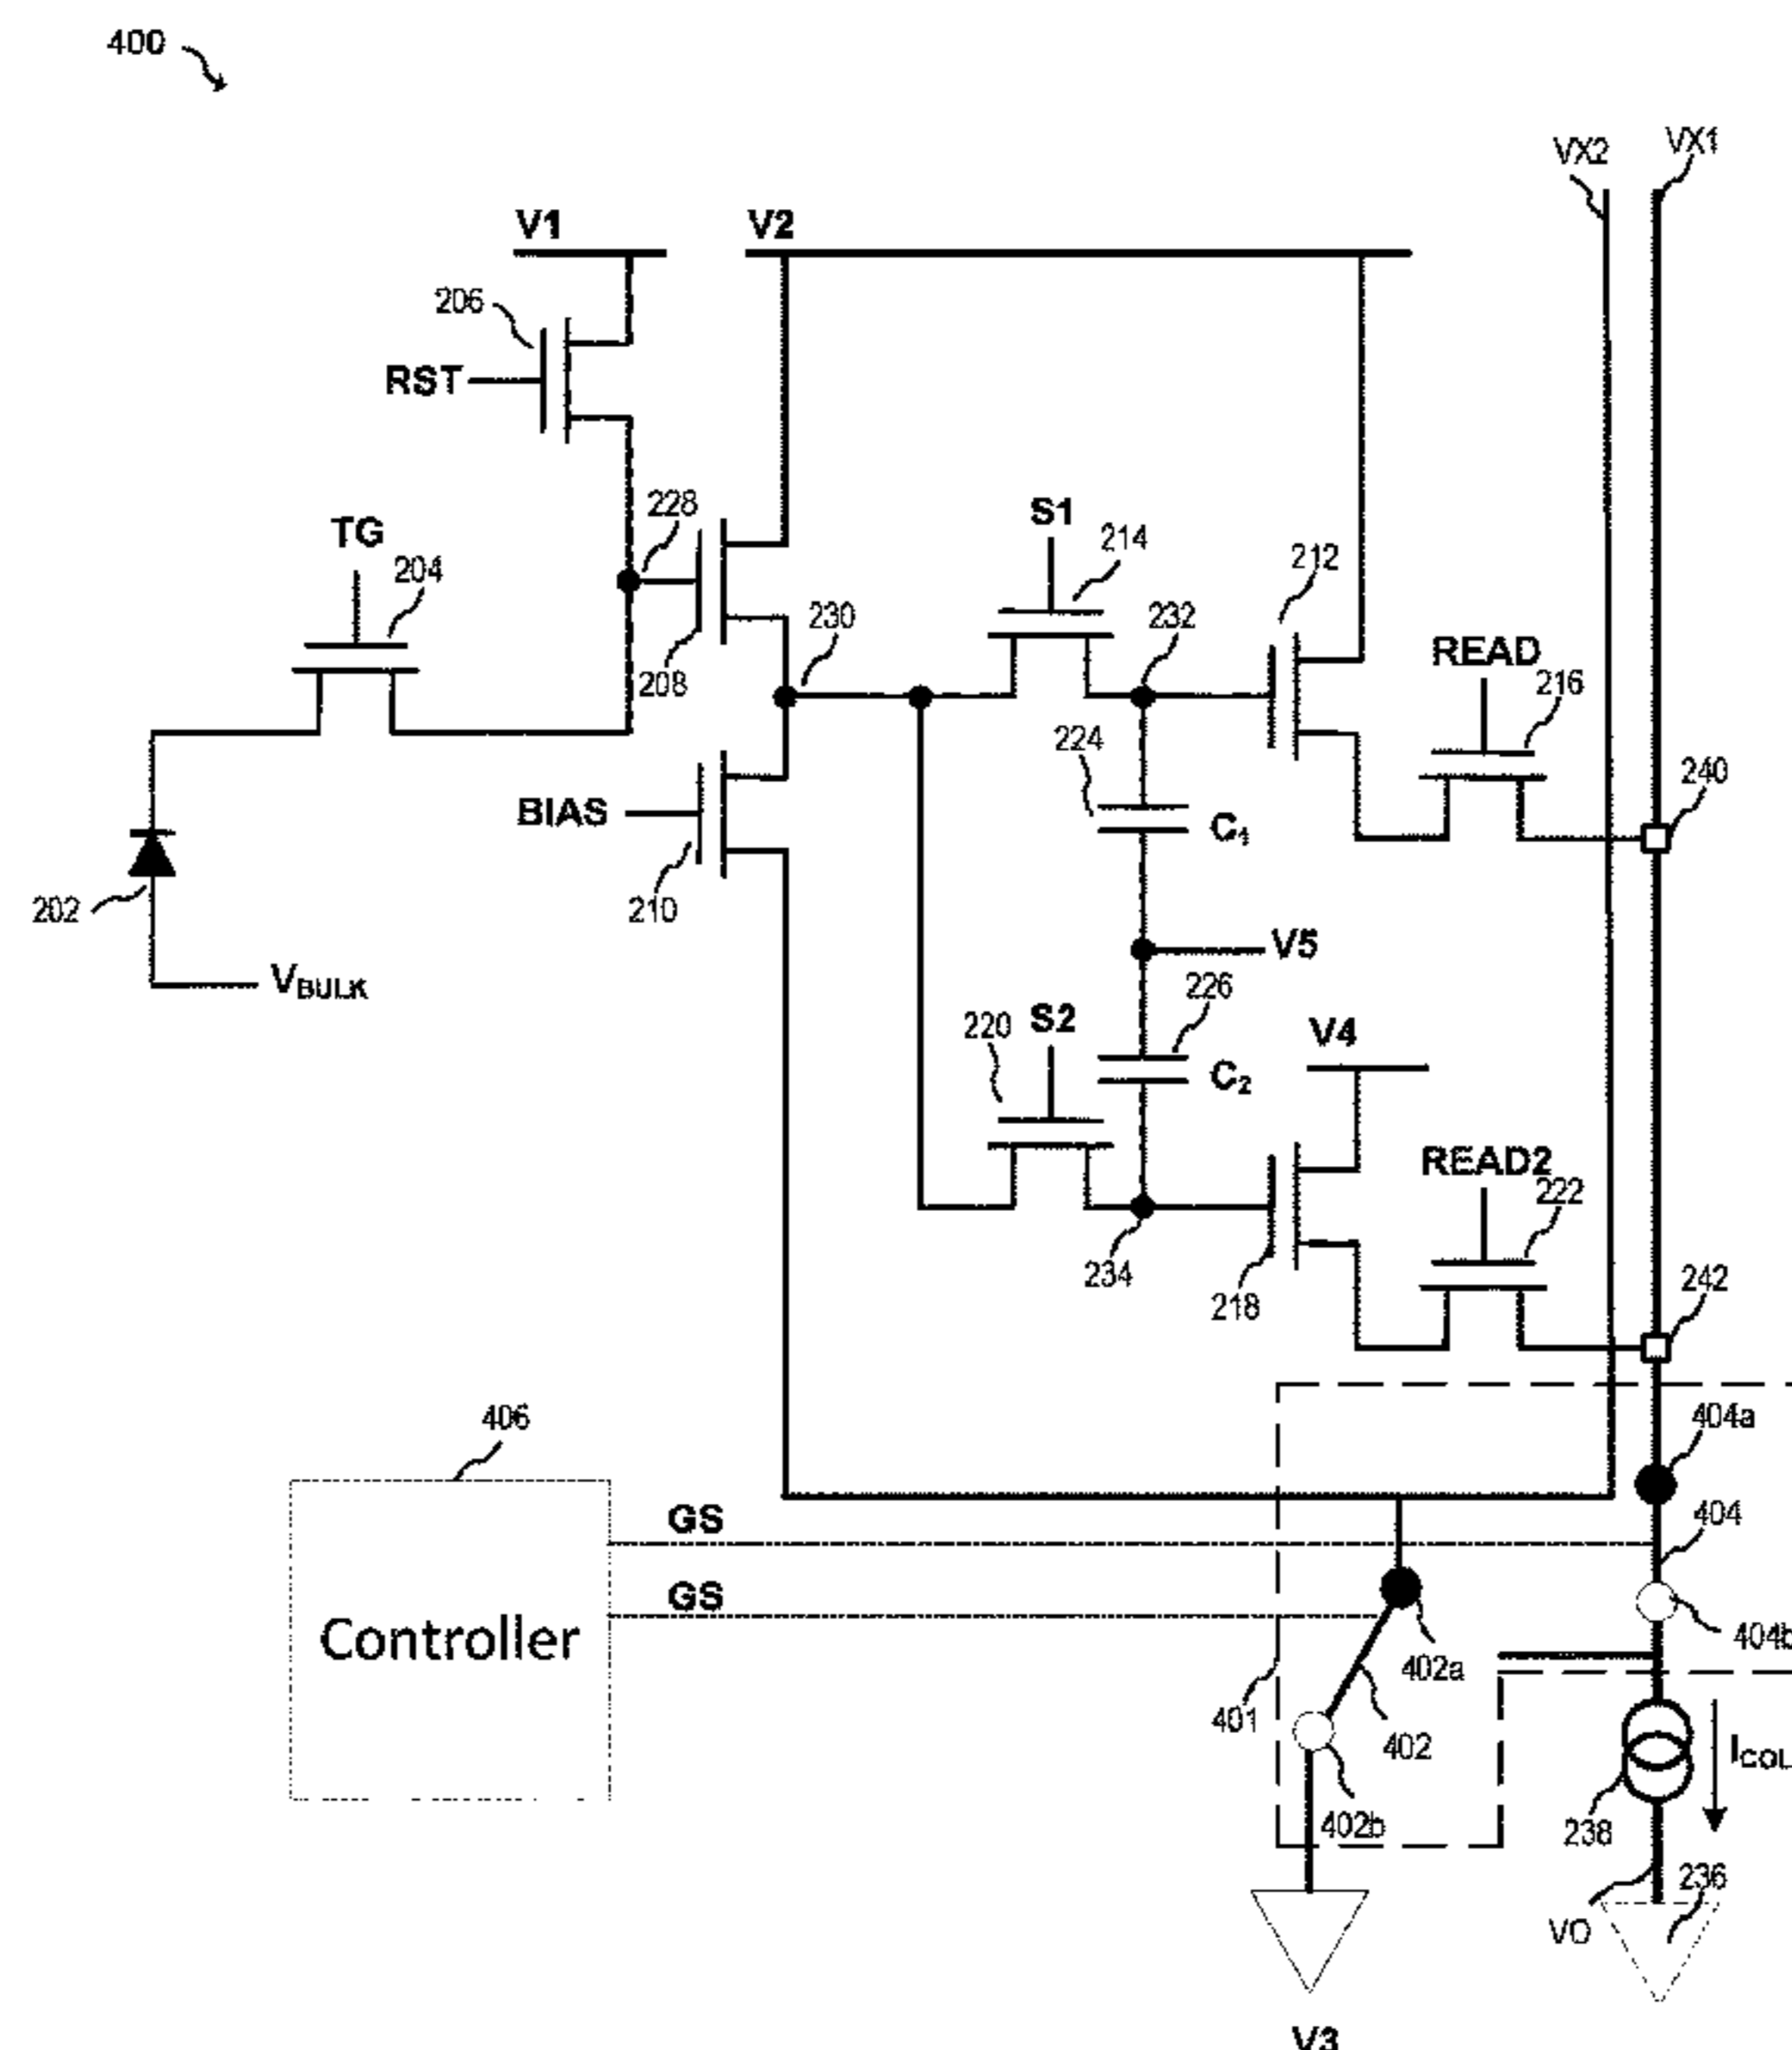 400
VX2
VX1
V1
V2
206
RST
228
S1
214
TG
204
212
230
232
READ
208
216
224
240
C1
BIAS
202
210
V5
VBULK
226
220
S2
V4
C2
READ2
222
234
218
242
406
404a
GS
404
GS
Controller
404b
402a
401
402
ICOL
402b
238
236
VO
V3